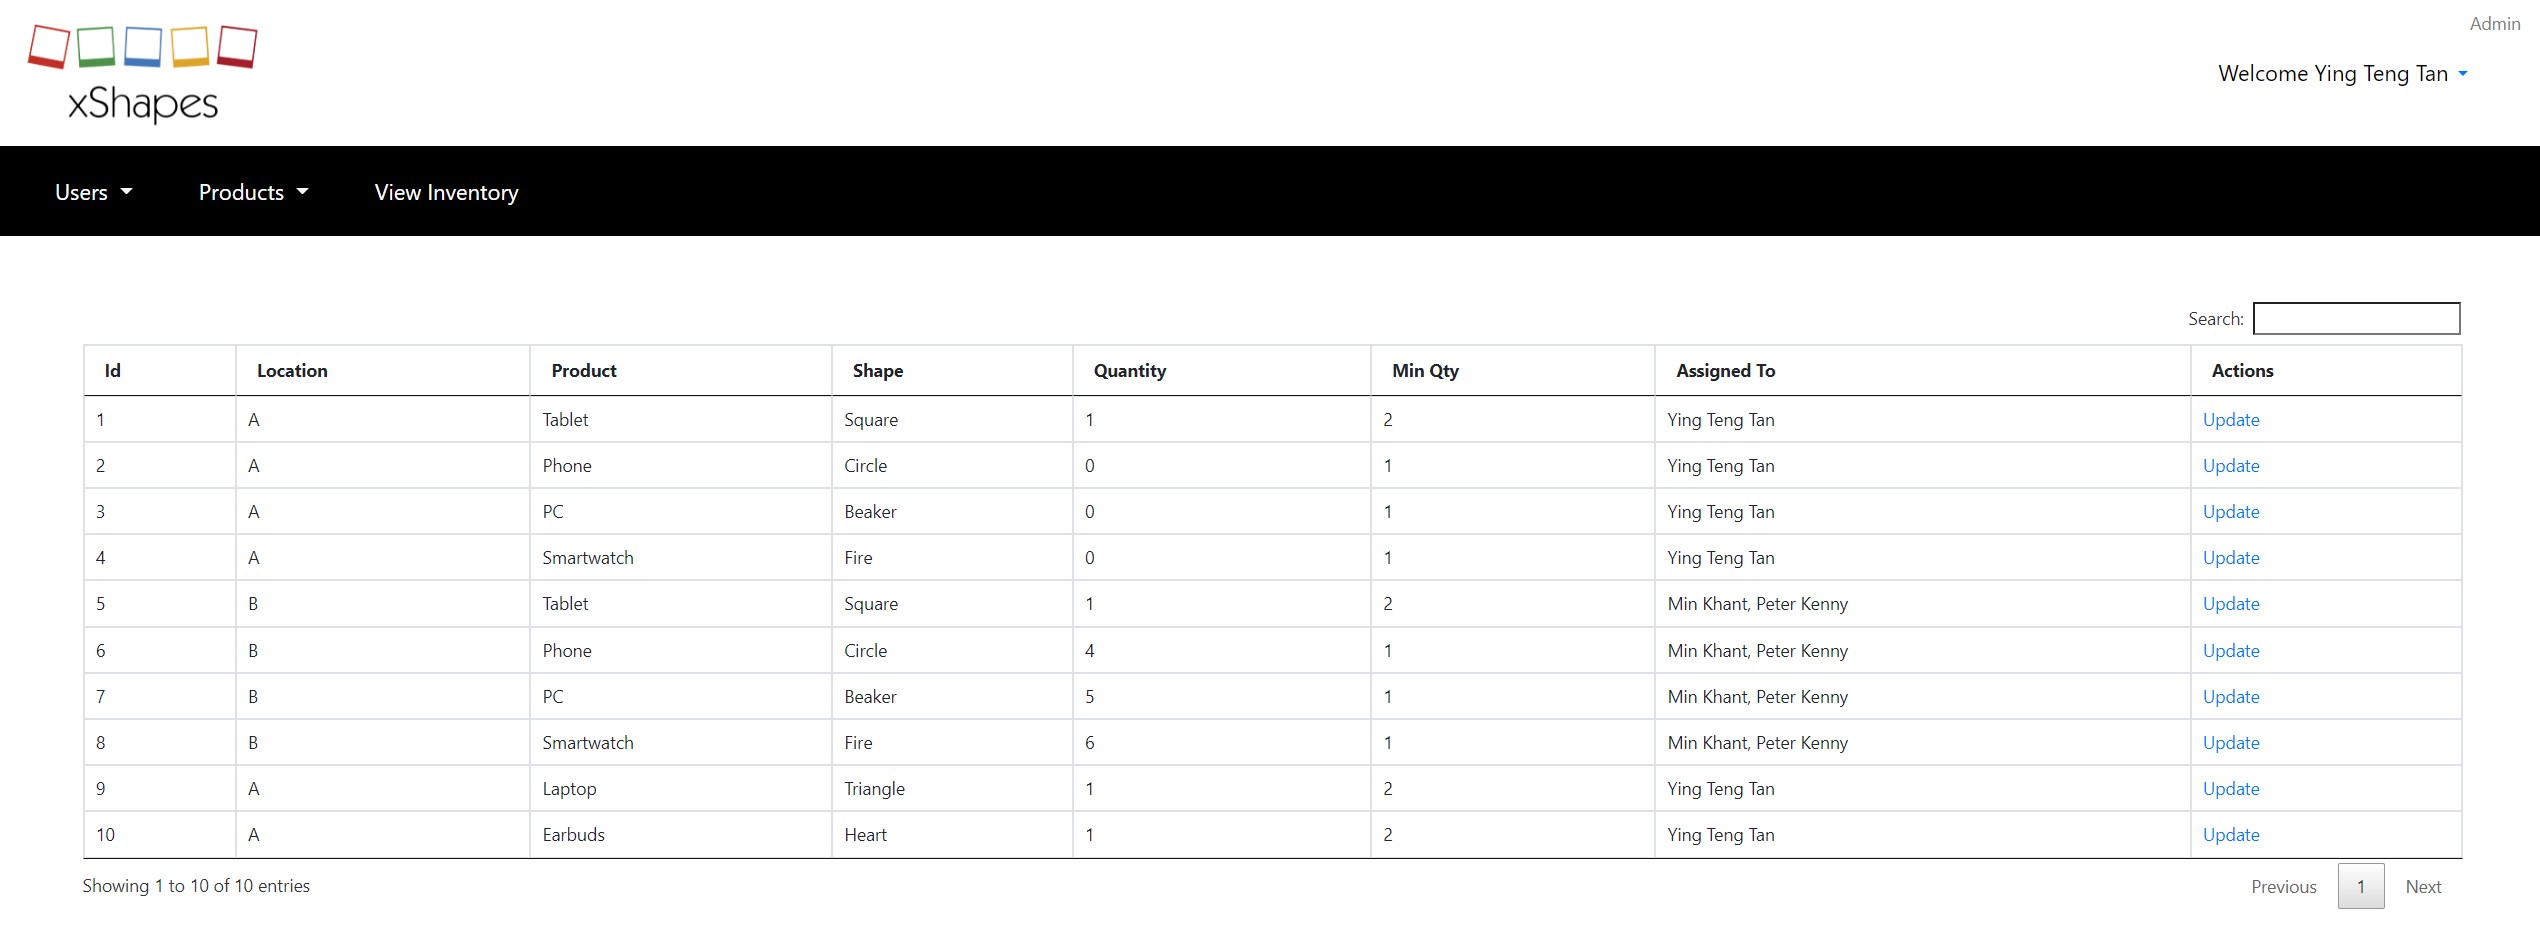 Admin
xShapes
Welcome Ying Teng Tan
Users Products View Inventory
Search:
Id Location Product Shape Quantity Min Qty Assigned To Actions
1 A Tablet Square 1 2 Ying Teng Tan Update
2 A Phone Circle 0 1 Ying Teng Tan Update
3 A PC Beaker 0 1 Ying Teng Tan Update
4 A Smartwatch Fire 0 1 Ying Teng Tan Update
5 B Tablet Square 1 2 Min Khant, Peter Kenny Update
6 B Phone Circle 4 1 Min Khant, Peter Kenny Update
7 B PC Beaker 5 1 Min Khant, Peter Kenny Update
8 B Smartwatch Fire 6 1 Min Khant, Peter Kenny Update
9 A Laptop Triangle 1 2 Ying Teng Tan Update
10 A Earbuds Heart 1 2 Ying Teng Tan Update
Showing 1 to 10 of 10 entries Previous 1 Next